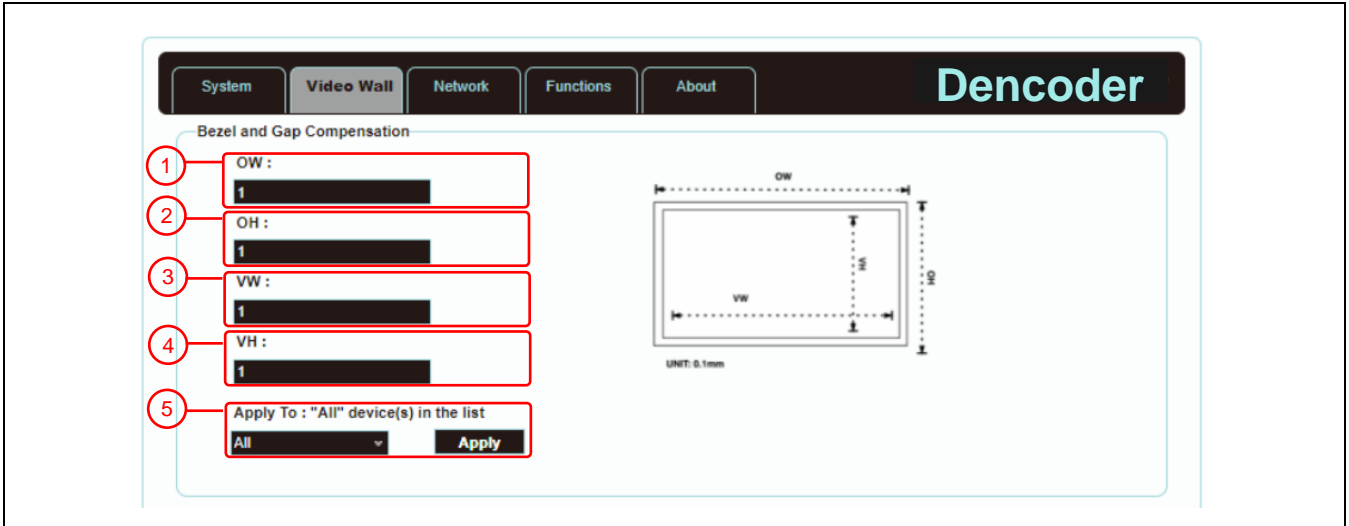 System Video Wall Network Functions About Dencoder
Bezel and Gap Compensation
1 OW :
1
2 OH :
1
3 VW :
1
4 VH :
1
5 Apply To : "All" device(s) in the list
All Apply
OW
VH
OH
VW
UNIT: 0.1mm